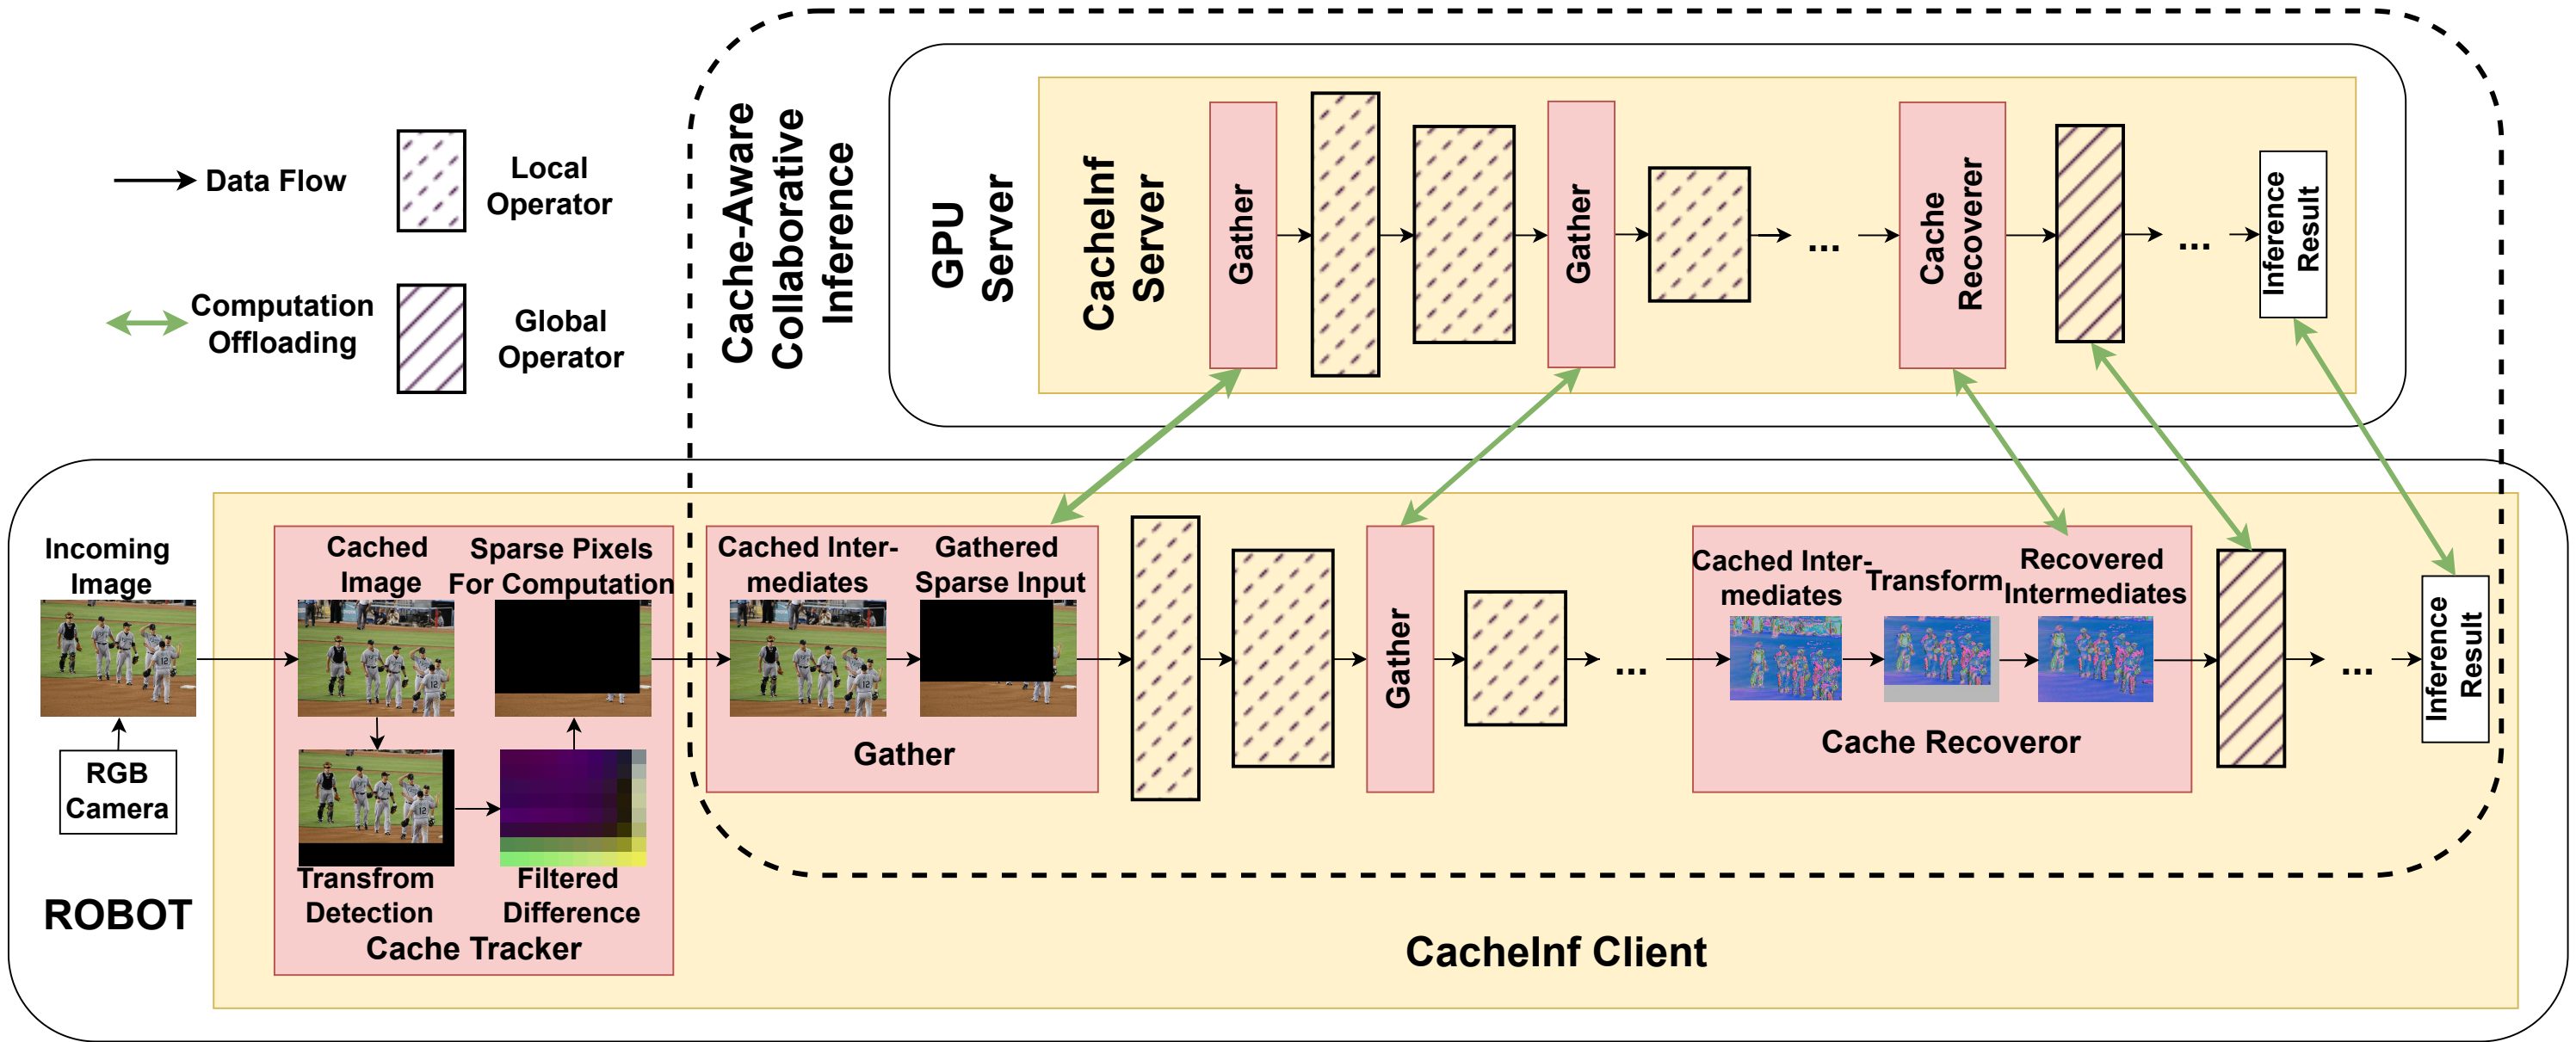 Data Flow
Local
Operator
Computation
Offloading
Global
Operator
Cache-Aware
Collaborative
Inference
GPU
Server
CacheInf
Server
Gather
Gather
...
Cache
Recoverer
...
Inference
Result
Incoming
Image
RGB
Camera
ROBOT
Cached
Image
Sparse Pixels
For Computation
Transfrom
Detection
Filtered
Difference
Cache Tracker
Cached Inter-
mediates
Gathered
Sparse Input
Gather
Gather
...
Cached Inter-
mediates
Transform
Recovered
Intermediates
Cache Recoveror
...
Inference
Result
CacheInf Client